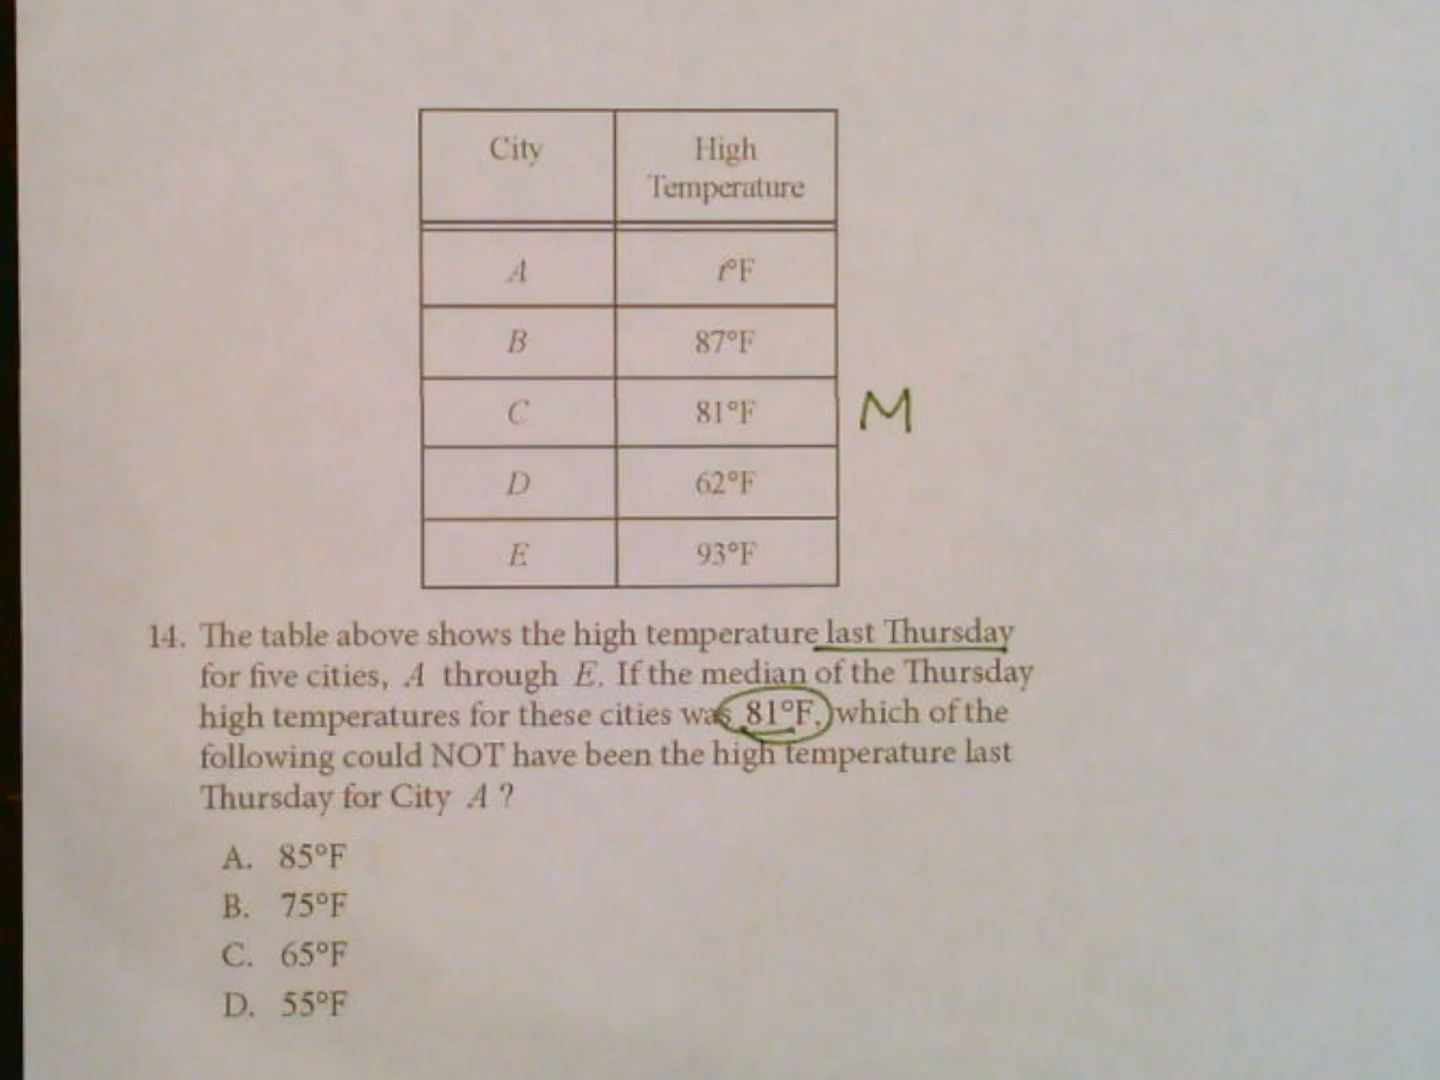 City High
Temperature
A t°F
B 87°F
C 81°F M
D 62°F
E 93°F
14. The table above shows the high temperature last Thursday
for five cities, A through E. If the median of the Thursday
high temperatures for these cities was 81°F, which of the
following could NOT have been the high temperature last
Thursday for City A ?
A. 85°F
B. 75°F
C. 65°F
D. 55°F